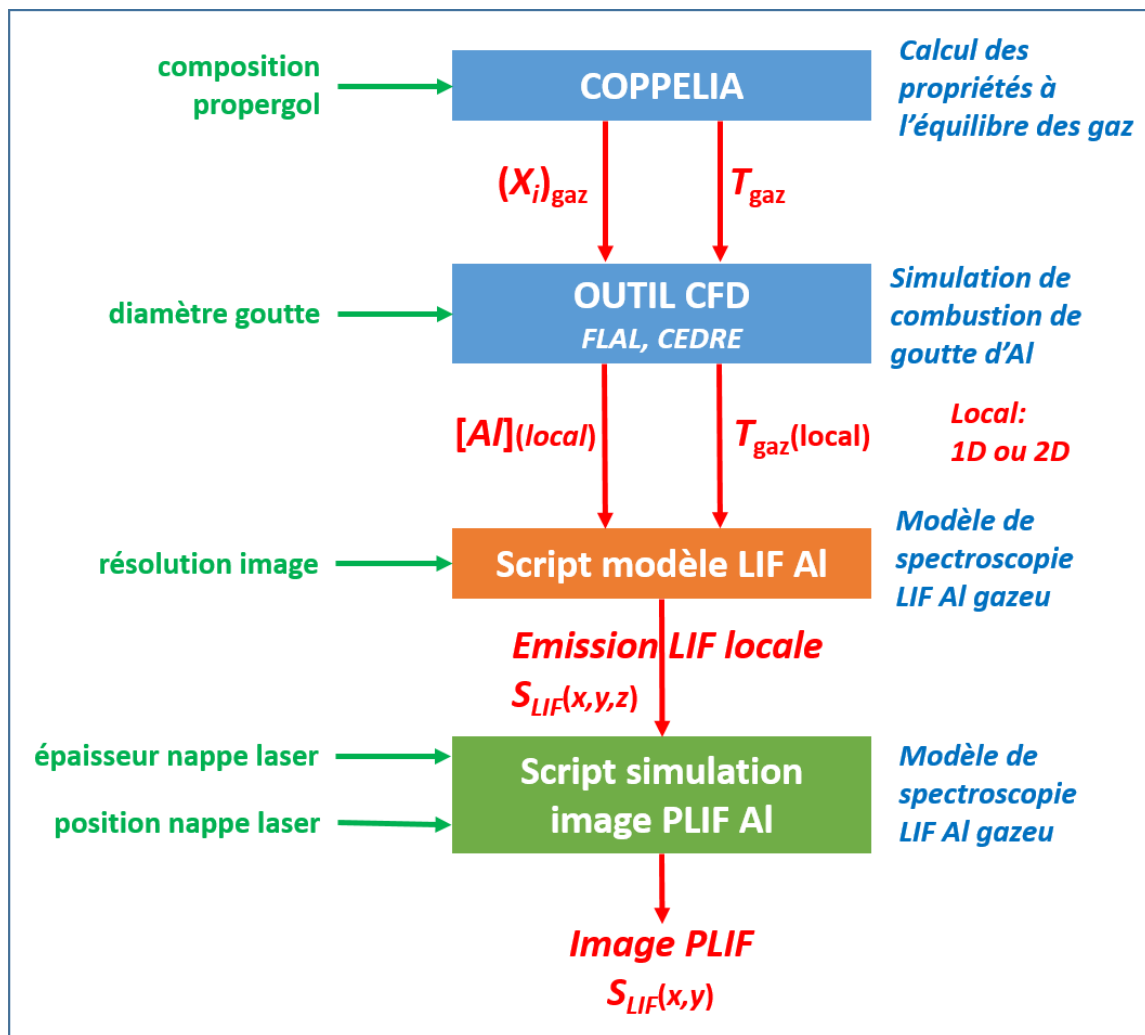 composition
propergol
COPPELIA
Calcul des
propriétés à
l'équilibre des gaz
(Xi)gaz
Tgaz
diamètre goutte
OUTIL CFD
FLAL, CEDRE
Simulation de
combustion de
goutte d'Al
[Al](local)
Tgaz(local)
Local:
1D ou 2D
résolution image
Script modèle LIF Al
Modèle de
spectroscopie
LIF Al gazeu
Emission LIF locale
SLIF(x,y,z)
épaisseur nappe laser
position nappe laser
Script simulation
image PLIF Al
Modèle de
spectroscopie
LIF Al gazeu
Image PLIF
SLIF(x,y)